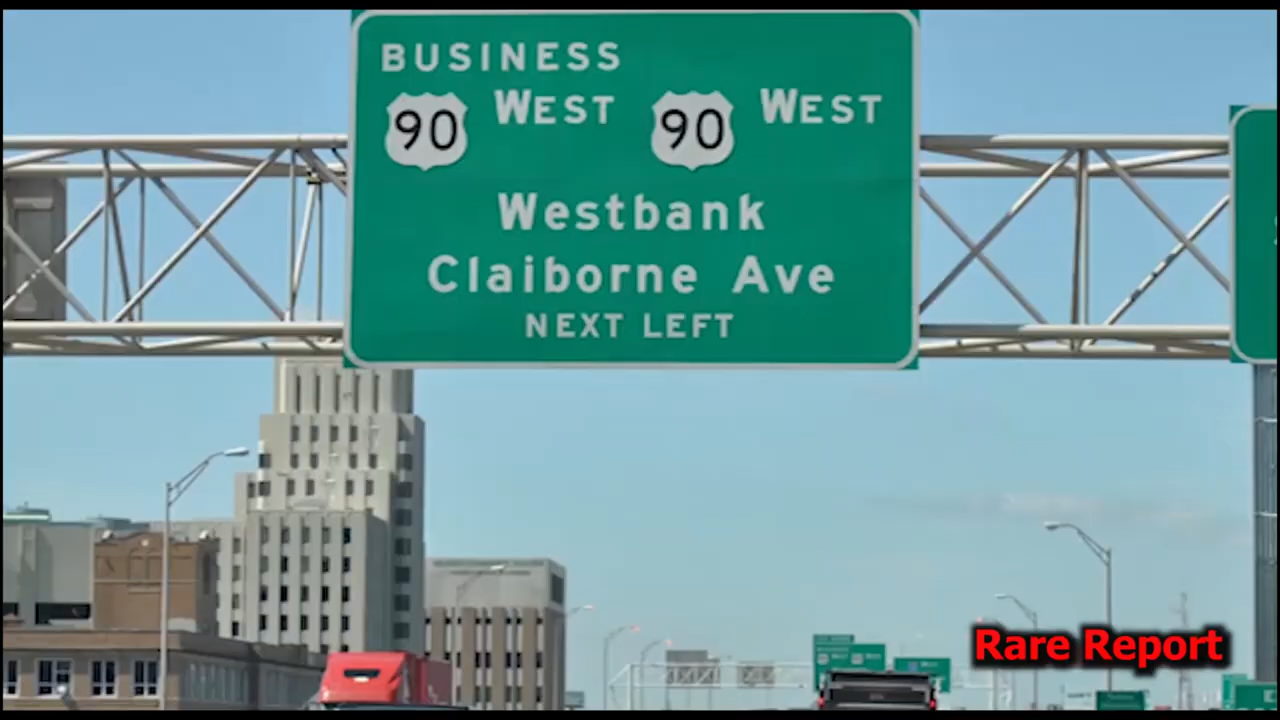 BUSINESS
90 WEST 90 WEST
Westbank
Claiborne Ave
NEXT LEFT
Rare Report